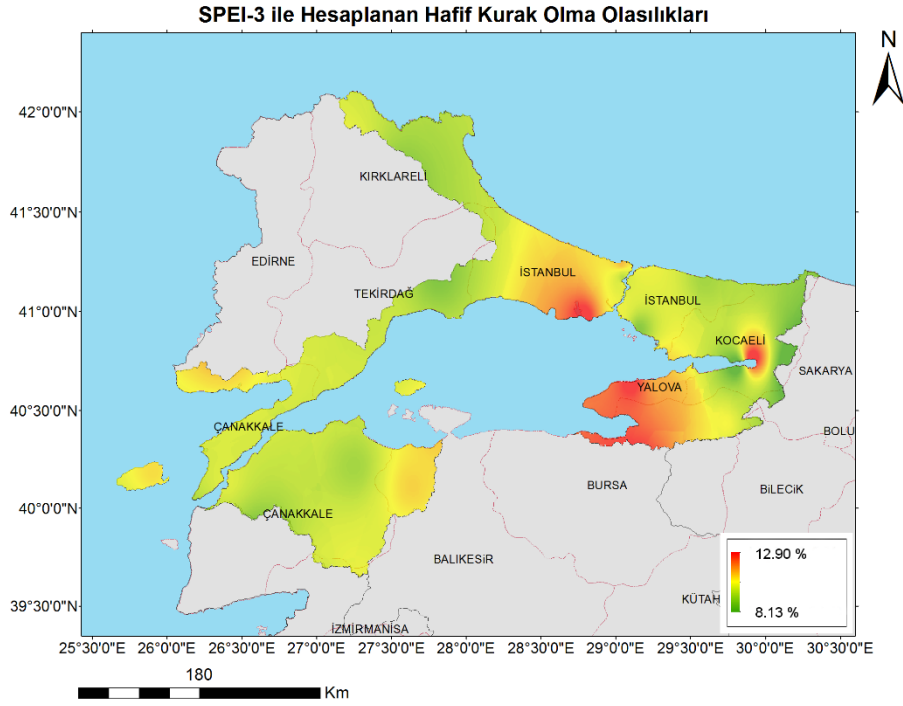 SPEI-3 ile Hesaplanan Hafif Kurak Olma Olasılıkları
N
42°0'0"N
KIRKLARELİ
41°30'0"N
EDİRNE
İSTANBUL
TEKİRDAĞ
İSTANBUL
41°0'0"N
KOCAELİ
SAKARYA
YALOVA
40°30'0"N
ÇANAKKALE
BOLU
BURSA
BİLECİK
40°0'0"N
ÇANAKKALE
BALIKESİR
12.90 %
KÜTAH
8.13 %
39°30'0"N
İZMİRMANİSA
25°30'0"E 26°0'0"E 26°30'0"E 27°0'0"E 27°30'0"E 28°0'0"E 28°30'0"E 29°0'0"E 29°30'0"E 30°0'0"E 30°30'0"E
180
Km